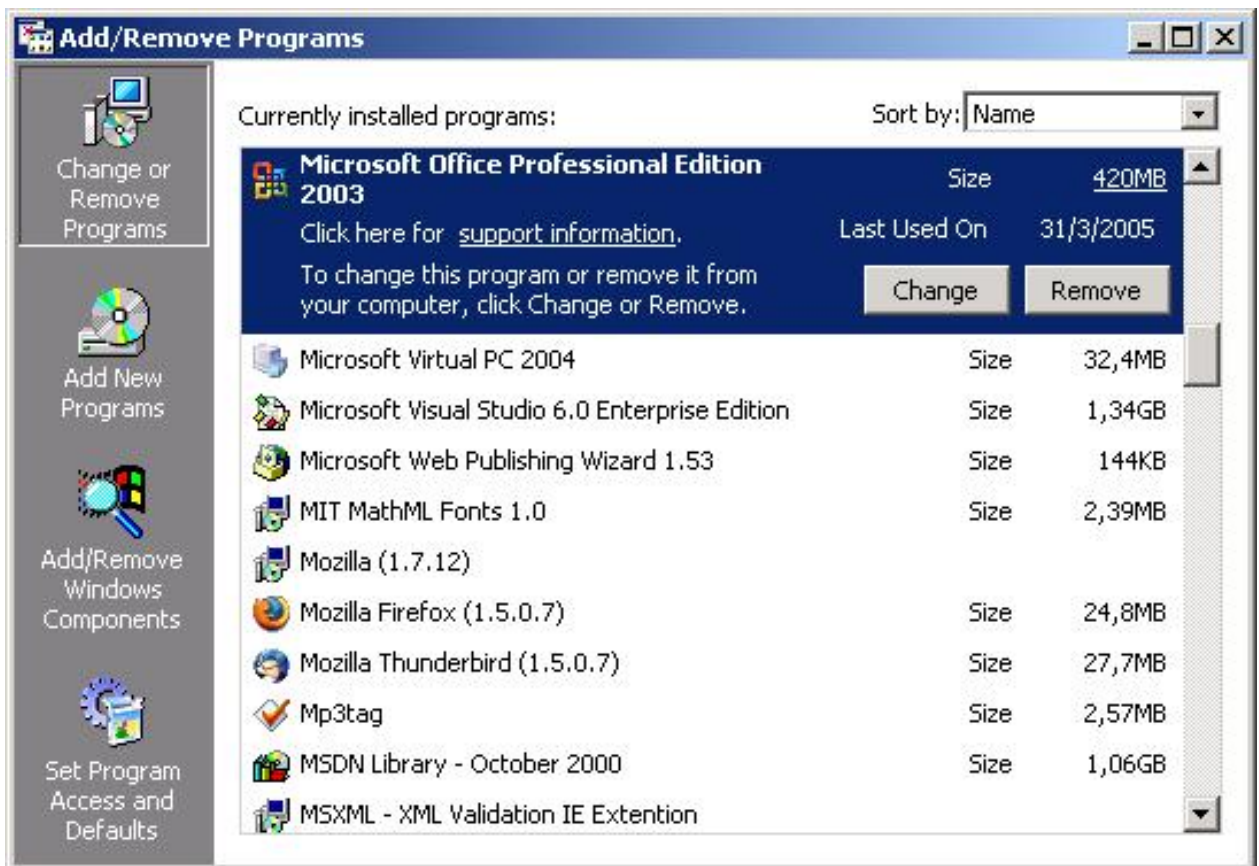 Add/Remove Programs
Change or
Remove
Programs
Add New
Programs
Add/Remove
Windows
Components
Set Program
Access and
Defaults
Currently installed programs:
Sort by: Name
Microsoft Office Professional Edition
2003
Size 420MB
Click here for support information.
Last Used On 31/3/2005
To change this program or remove it from
your computer, click Change or Remove.
Change Remove
Microsoft Virtual PC 2004 Size 32,4MB
Microsoft Visual Studio 6.0 Enterprise Edition Size 1,34GB
Microsoft Web Publishing Wizard 1.53 Size 144KB
MIT MathML Fonts 1.0 Size 2,39MB
Mozilla (1.7.12)
Mozilla Firefox (1.5.0.7) Size 24,8MB
Mozilla Thunderbird (1.5.0.7) Size 27,7MB
Mp3tag Size 2,57MB
MSDN Library - October 2000 Size 1,06GB
MSXML - XML Validation IE Extention